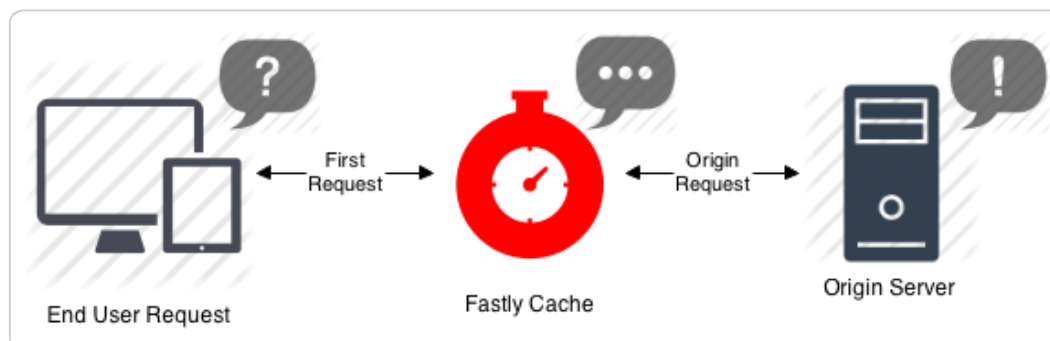 ?
...
!
First
Request
Origin
Request
End User Request
Fastly Cache
Origin Server